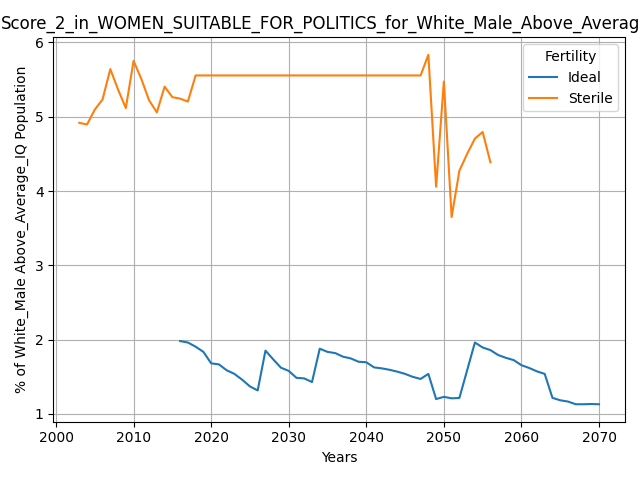 Score_2_in_WOMEN_SUITABLE_FOR_POLITICS_for_White_Male_Above_Averag
% of White_Male Above_Average_IQ Population
6
5
4
3
2
1
Fertility
Ideal
Sterile
2000 2010 2020 2030 2040 2050 2060 2070
Years